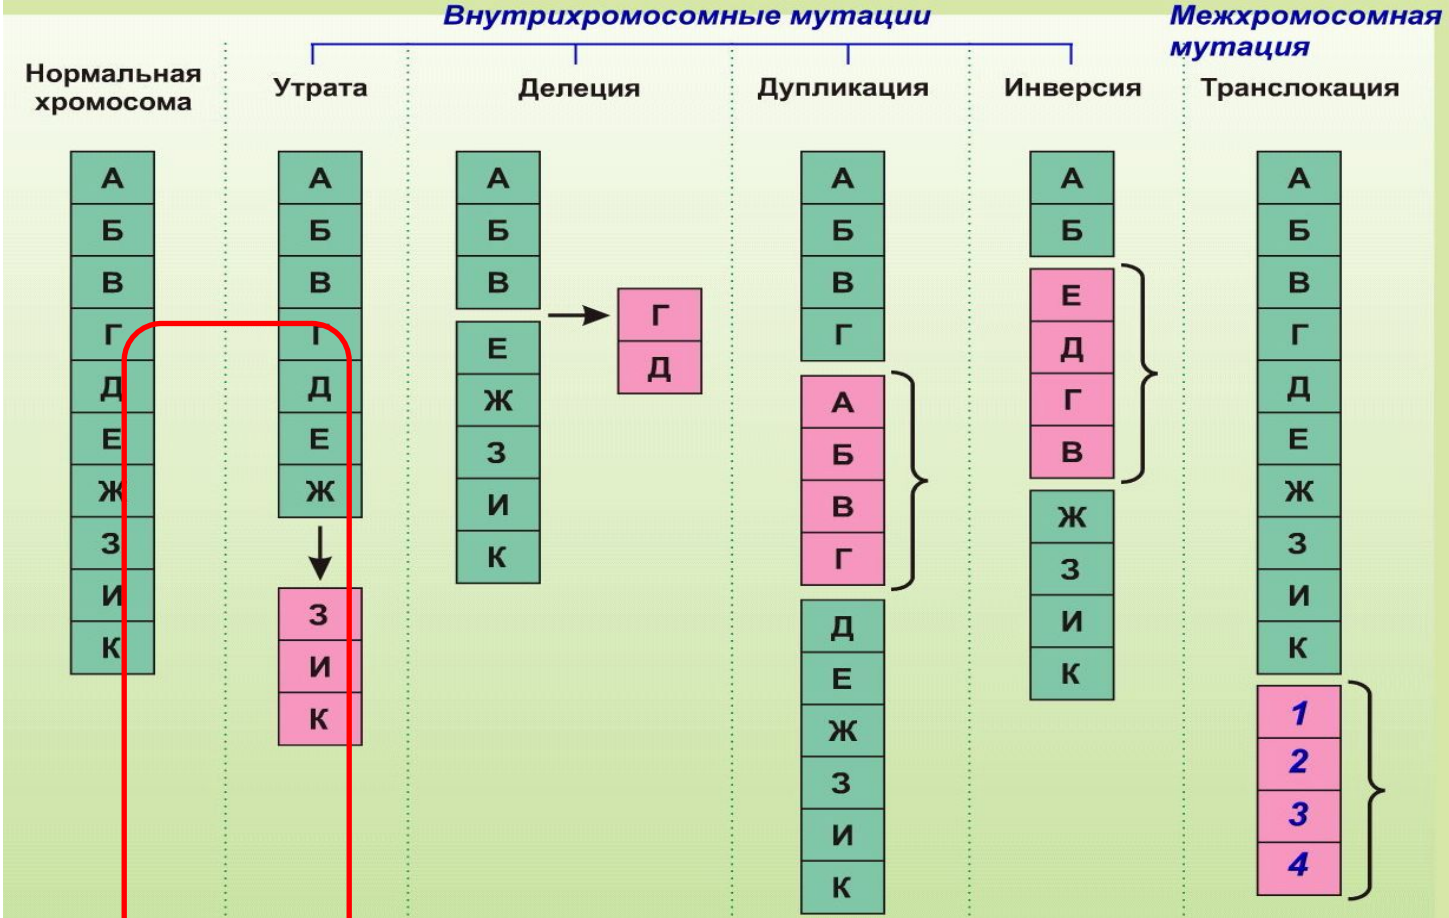 Внутрихромосомные мутации
Межхромосомная
мутация
Нормальная
хромосома
Утрата
Делеция
Дупликация
Инверсия
Транслокация
А
Б
В
Г
Д
Е
Ж
З
И
К
А
Б
В
Г
Д
Е
Ж
З
И
К
А
Б
В
Е
Ж
З
И
К
Г
Д
А
Б
В
Г
А
Б
В
Г
Д
Е
Ж
З
И
К
А
Б
Е
Д
Г
В
Ж
З
И
К
А
Б
В
Г
Д
Е
Ж
З
И
К
1
2
3
4